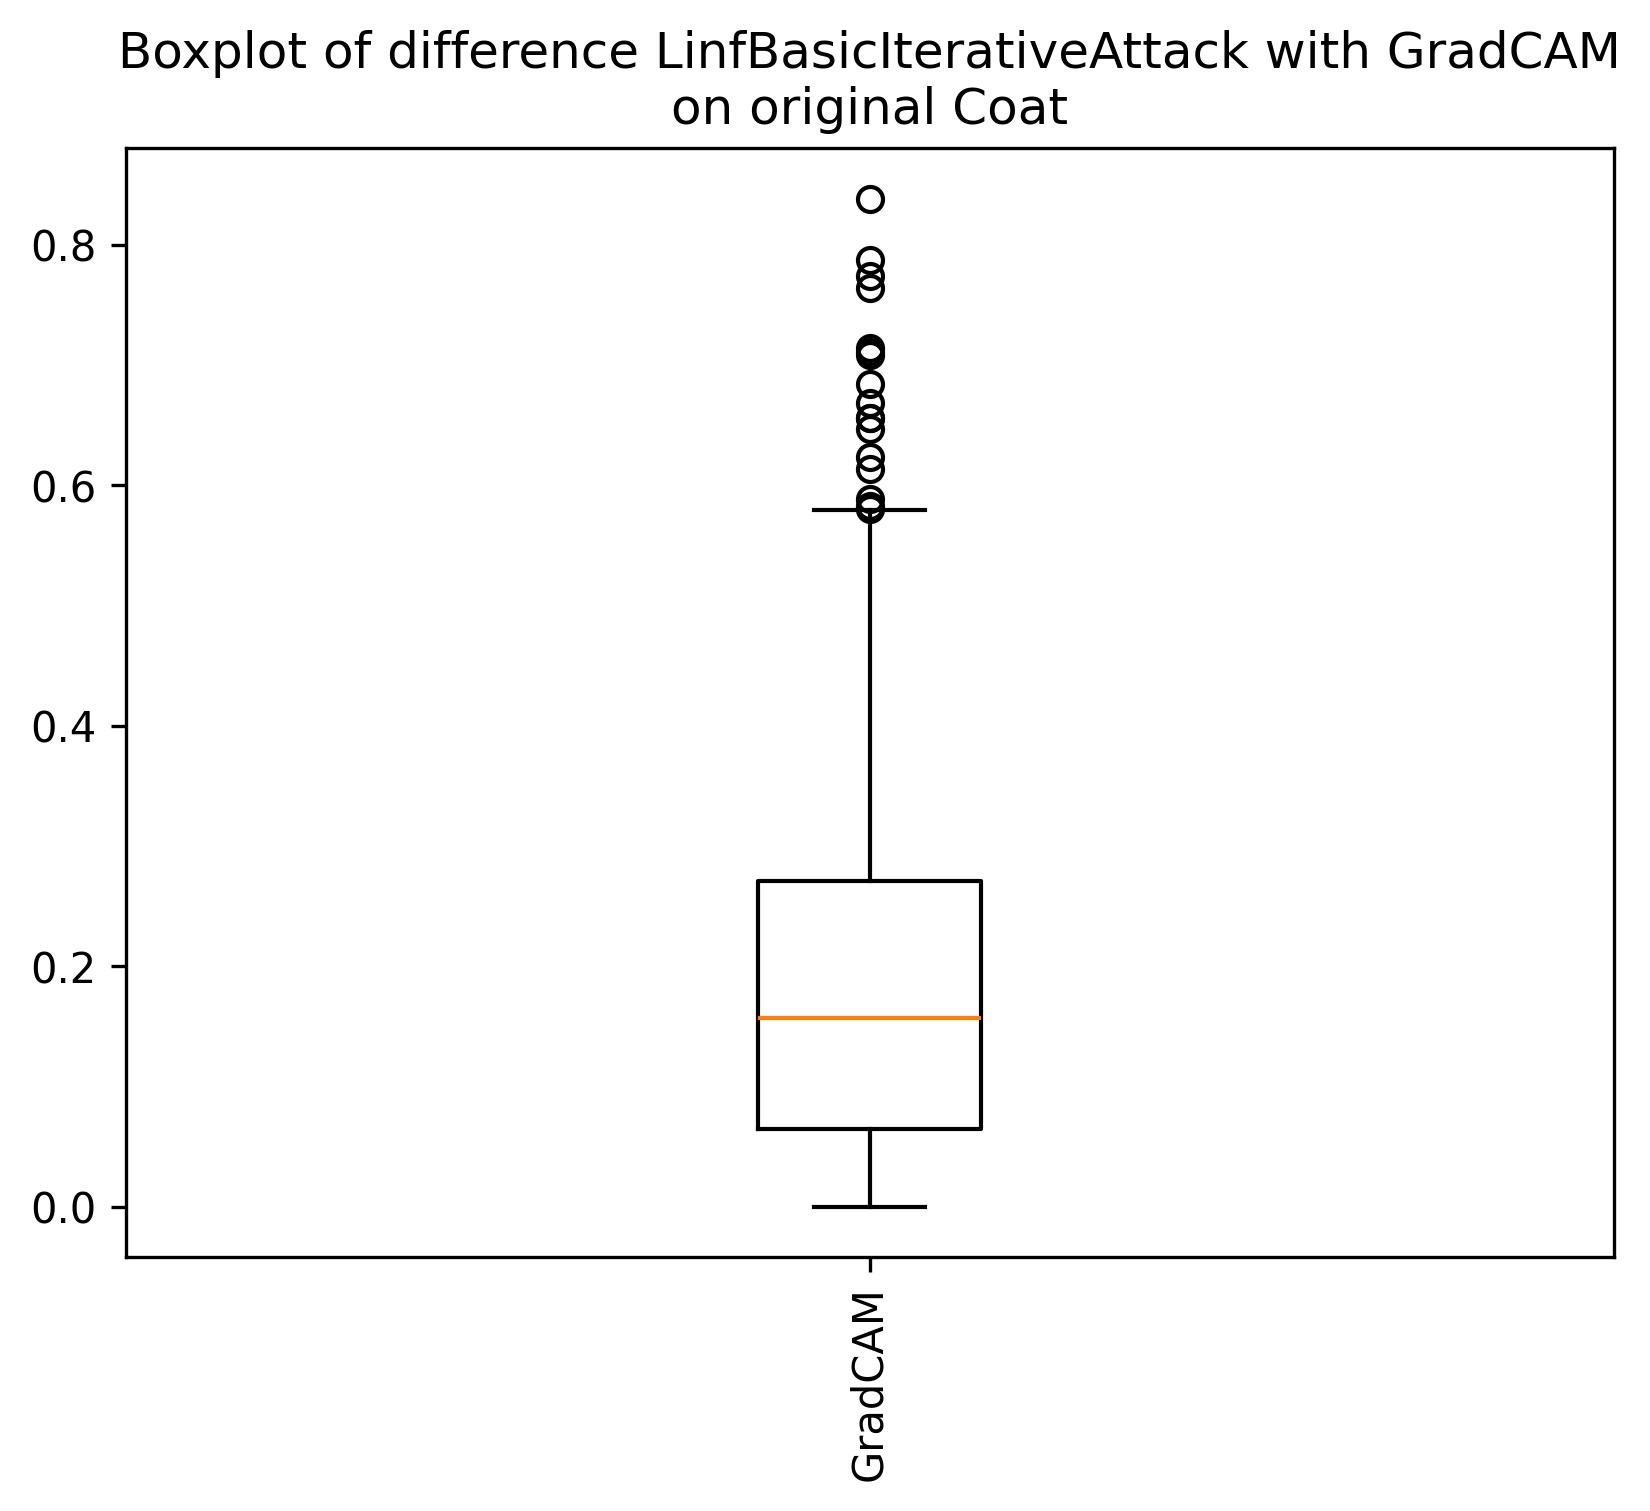 Boxplot of difference LinfBasicIterativeAttack with GradCAM
on original Coat
0.8
0.6
0.4
0.2
0.0
GradCAM